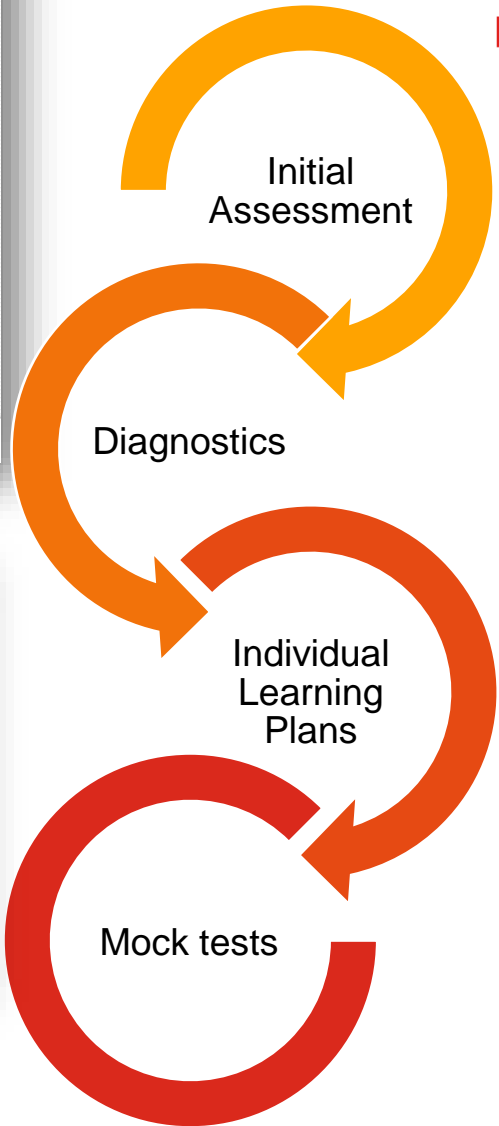 Initial
Assessment
Diagnostics
Individual
Learning
Plans
Mock tests